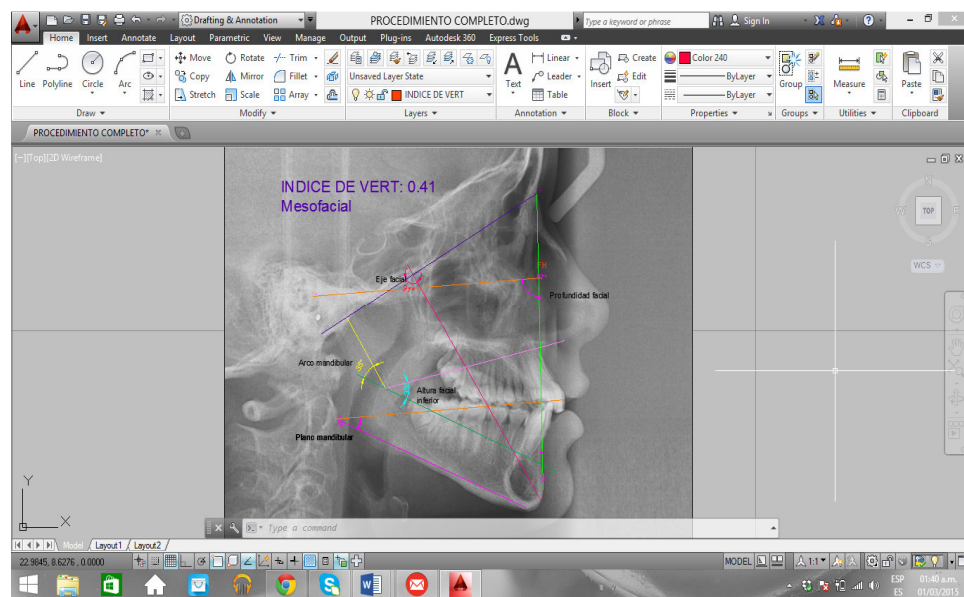 Drafting & Annotation
PROCEDIMIENTO COMPLETO.dwg
Type a keyword or phrase
Sign In
Home Insert Annotate Layout Parametric View Manage Output Plug-ins Autodesk 360 Express Tools
Line Polyline Circle Arc
Move Rotate Trim
Copy Mirror Fillet
Stretch Scale Array
Unsaved Layer State
INDICE DE VERT
Text
Linear
Leader
Table
Insert
Create
Edit
Color 240
ByLayer
ByLayer
Group
Measure
Paste
Draw Modify Layers Annotation Block Properties Groups Utilities Clipboard
PROCEDIMIENTO COMPLETO*
[−][Top][2D Wireframe]
INDICE DE VERT: 0.41
Mesofacial
N
W TOP E
S
WCS
FH
Eje facial
Profundidad facial
Arco mandibular
Altura facial
inferior
Plano mandibular
Y
X
Type a command
Model Layout1 Layout2
22.9845, 8.6276, 0.0000
MODEL
1:1
ESP 01:40 a.m.
ES 01/03/2015